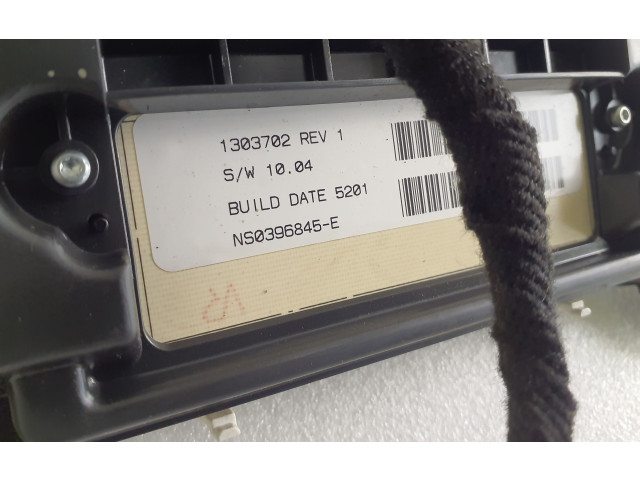 1303702 REV 1
S/W 10.04
BUILD DATE 5201
NS0396845-E